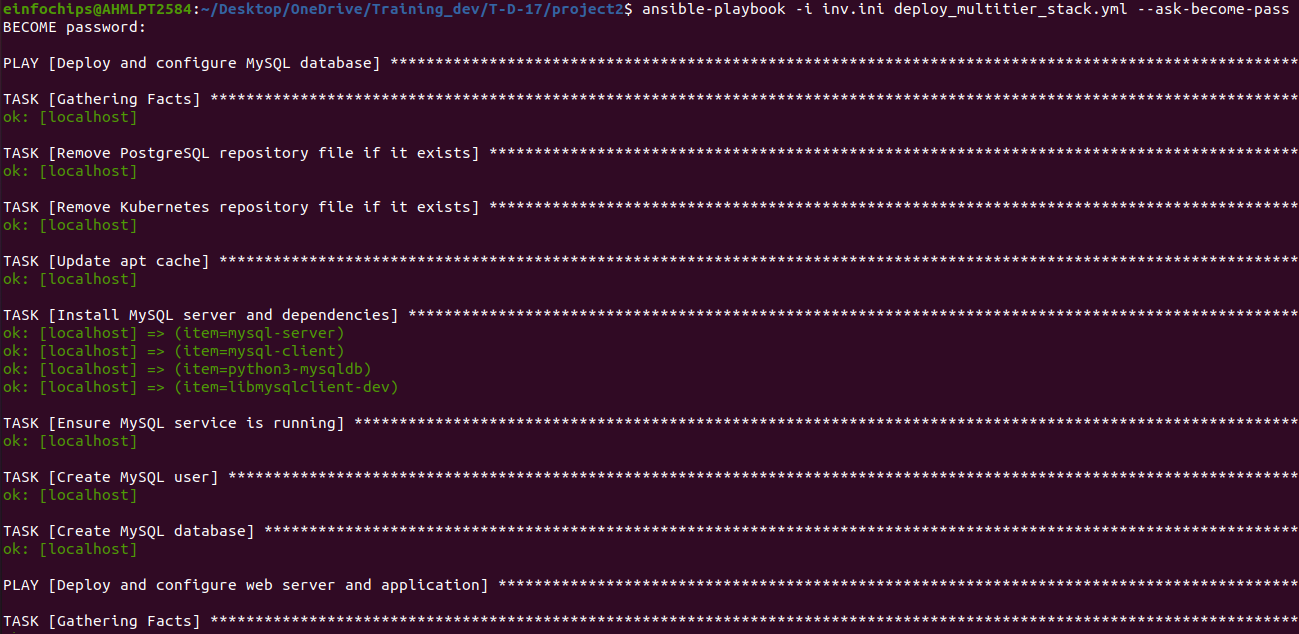 einfochips@AHMLPT2584:~/Desktop/OneDrive/Training_dev/T-D-17/project2$ ansible-playbook -i inv.ini deploy_multitier_stack.yml --ask-become-pass
BECOME password:
PLAY [Deploy and configure MySQL database] *****************************************************************************************************
TASK [Gathering Facts] *************************************************************************************************************************
ok: [localhost]
TASK [Remove PostgreSQL repository file if it exists] ******************************************************************************************
ok: [localhost]
TASK [Remove Kubernetes repository file if it exists] ******************************************************************************************
ok: [localhost]
TASK [Update apt cache] ************************************************************************************************************************
ok: [localhost]
TASK [Install MySQL server and dependencies] ***************************************************************************************************
ok: [localhost] => (item=mysql-server)
ok: [localhost] => (item=mysql-client)
ok: [localhost] => (item=python3-mysqldb)
ok: [localhost] => (item=libmysqlclient-dev)
TASK [Ensure MySQL service is running] *********************************************************************************************************
ok: [localhost]
TASK [Create MySQL user] ***********************************************************************************************************************
ok: [localhost]
TASK [Create MySQL database] *******************************************************************************************************************
ok: [localhost]
PLAY [Deploy and configure web server and application] *****************************************************************************************
TASK [Gathering Facts] *************************************************************************************************************************